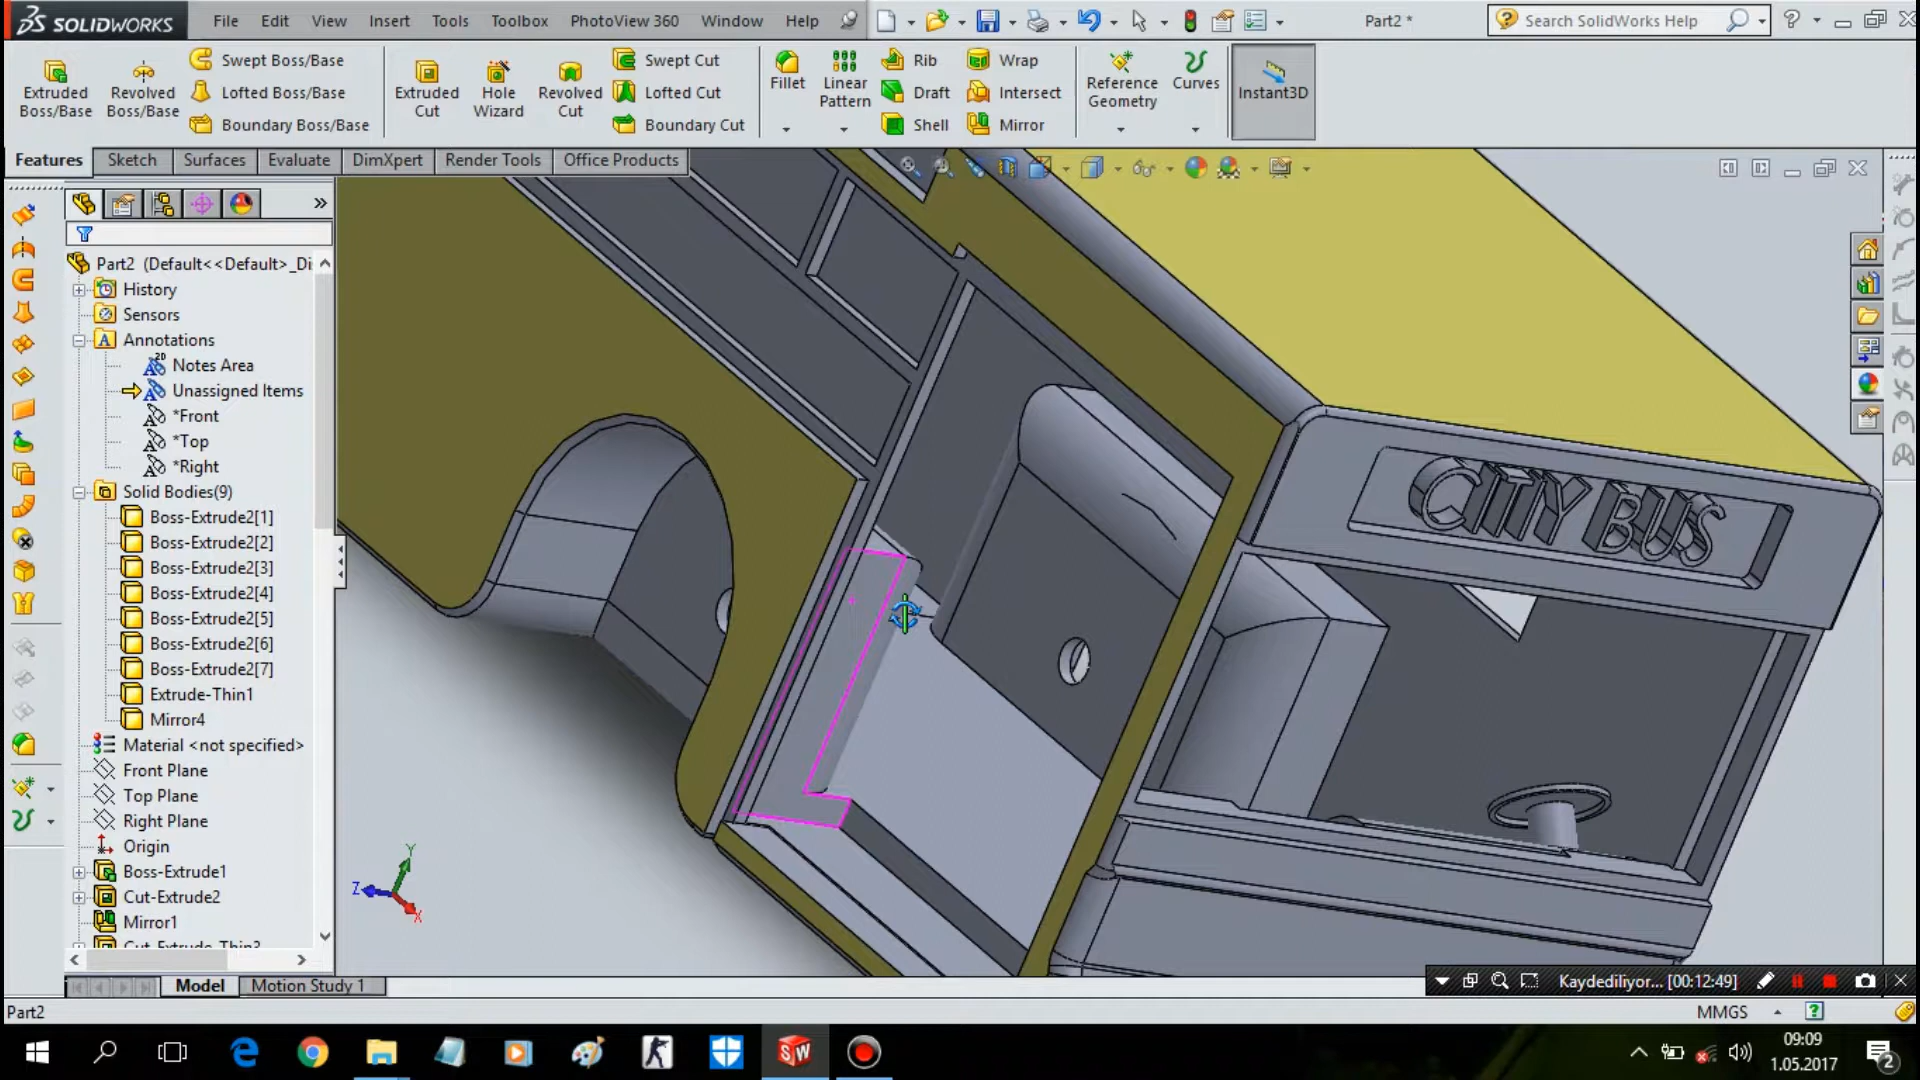 SOLIDWORKS
File Edit View Insert Tools Toolbox PhotoView 360 Window Help
Part2 *
Search SolidWorks Help
Extruded Boss/Base
Revolved Boss/Base
Swept Boss/Base
Lofted Boss/Base
Boundary Boss/Base
Extruded Cut
Hole Wizard
Revolved Cut
Swept Cut
Lofted Cut
Boundary Cut
Fillet
Linear Pattern
Rib
Draft
Shell
Wrap
Intersect
Mirror
Reference Geometry
Curves
Instant3D
Features Sketch Surfaces Evaluate DimXpert Render Tools Office Products
Part2 (Default<<Default>_Di
History
Sensors
Annotations
Notes Area
Unassigned Items
*Front
*Top
*Right
Solid Bodies(9)
Boss-Extrude2[1]
Boss-Extrude2[2]
Boss-Extrude2[3]
Boss-Extrude2[4]
Boss-Extrude2[5]
Boss-Extrude2[6]
Boss-Extrude2[7]
Extrude-Thin1
Mirror4
Material <not specified>
Front Plane
Top Plane
Right Plane
Origin
Boss-Extrude1
Cut-Extrude2
Mirror1
CITY BUS
Y
Z
X
Model Motion Study 1
Kaydediliyor... [00:12:49]
Part2
MMGS
SW
09:09
1.05.2017
2